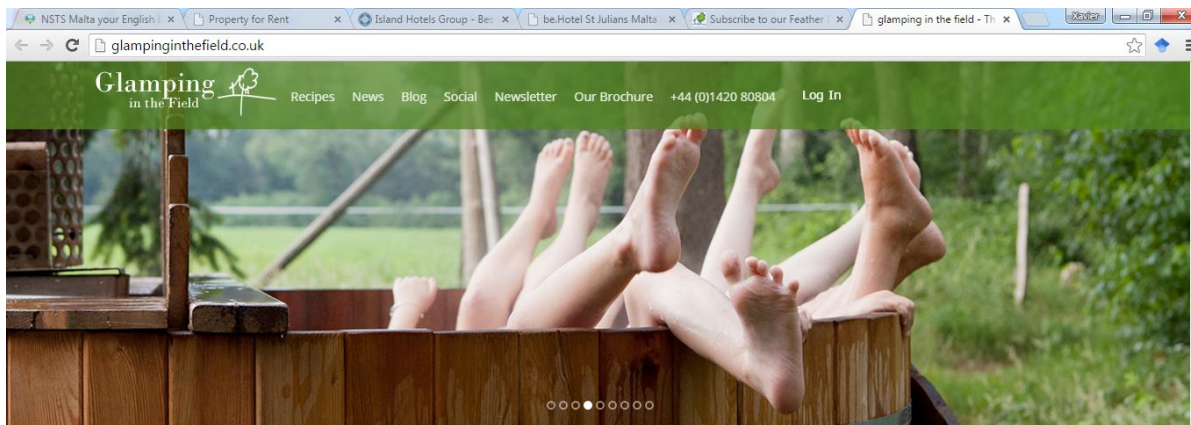 NSTS Malta your English
Property for Rent
Island Hotels Group - Bes
be.Hotel St Julians Malta
Subscribe to our Feather
glamping in the field - Th
Xavier
glampinginthefield.co.uk
Glamping
in the Field
Recipes News Blog Social Newsletter Our Brochure +44 (0)1420 80804 Log In